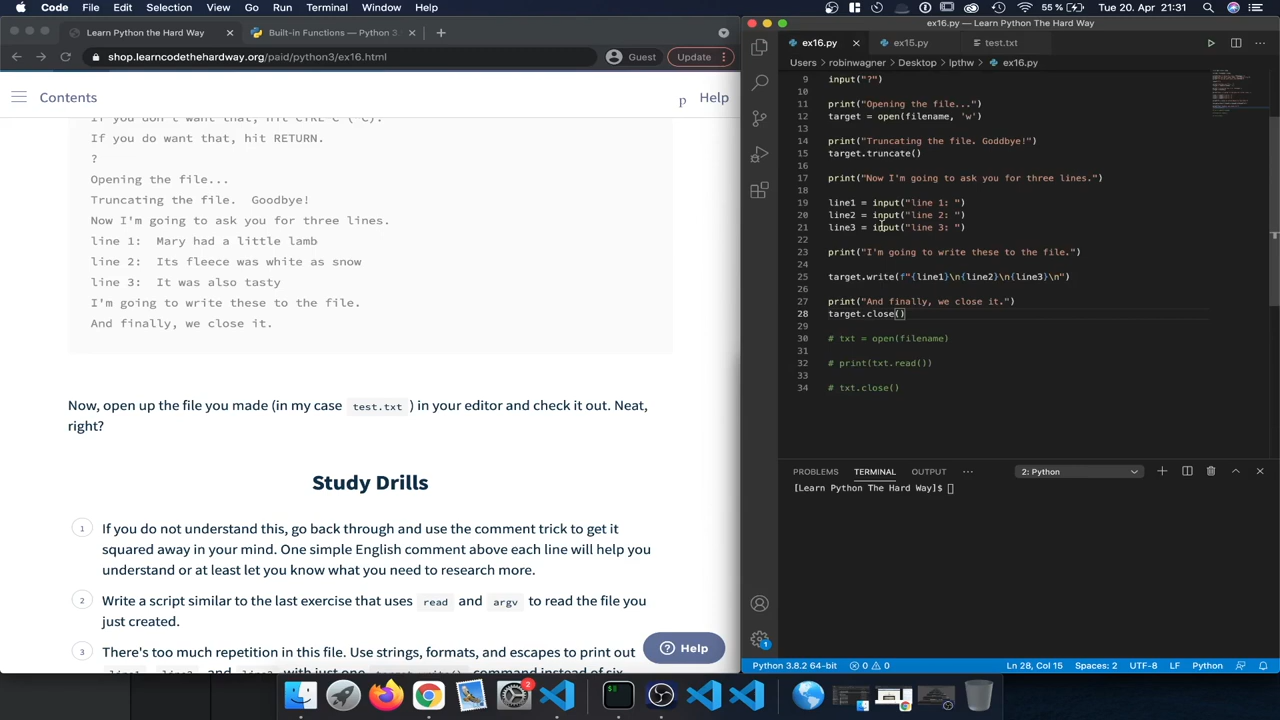 Code File Edit Selection View Go Run Terminal Window Help
55 % Tue 20. Apr 21:31
Learn Python the Hard Way
Built-in Functions — Python 3.
shop.learncodethehardway.org/paid/python3/ex16.html
Guest
Update
Contents
Help
If you do want that, hit RETURN.
?
Opening the file...
Truncating the file. Goodbye!
Now I'm going to ask you for three lines.
line 1: Mary had a little lamb
line 2: Its fleece was white as snow
line 3: It was also tasty
I'm going to write these to the file.
And finally, we close it.
Now, open up the file you made (in my case test.txt ) in your editor and check it out. Neat,
right?
Study Drills
1 If you do not understand this, go back through and use the comment trick to get it
squared away in your mind. One simple English comment above each line will help you
understand or at least let you know what you need to research more.
2 Write a script similar to the last exercise that uses read and argv to read the file you
just created.
3 There's too much repetition in this file. Use strings, formats, and escapes to print out
Help
ex16.py — Learn Python The Hard Way
ex16.py
ex15.py
test.txt
Users > robinwagner > Desktop > lpthw > ex16.py
9 input("?")
10
11 print("Opening the file...")
12 target = open(filename, 'w')
13
14 print("Truncating the file. Goddbye!")
15 target.truncate()
16
17 print("Now I'm going to ask you for three lines.")
18
19 line1 = input("line 1: ")
20 line2 = input("line 2: ")
21 line3 = input("line 3: ")
22
23 print("I'm going to write these to the file.")
24
25 target.write(f"{line1}\n{line2}\n{line3}\n")
26
27 print("And finally, we close it.")
28 target.close()
29
30 # txt = open(filename)
31
32 # print(txt.read())
33
34 # txt.close()
PROBLEMS TERMINAL OUTPUT ··· 2: Python
[Learn Python The Hard Way]$
1
Python 3.8.2 64-bit 0 0 Ln 28, Col 15 Spaces: 2 UTF-8 LF Python
2